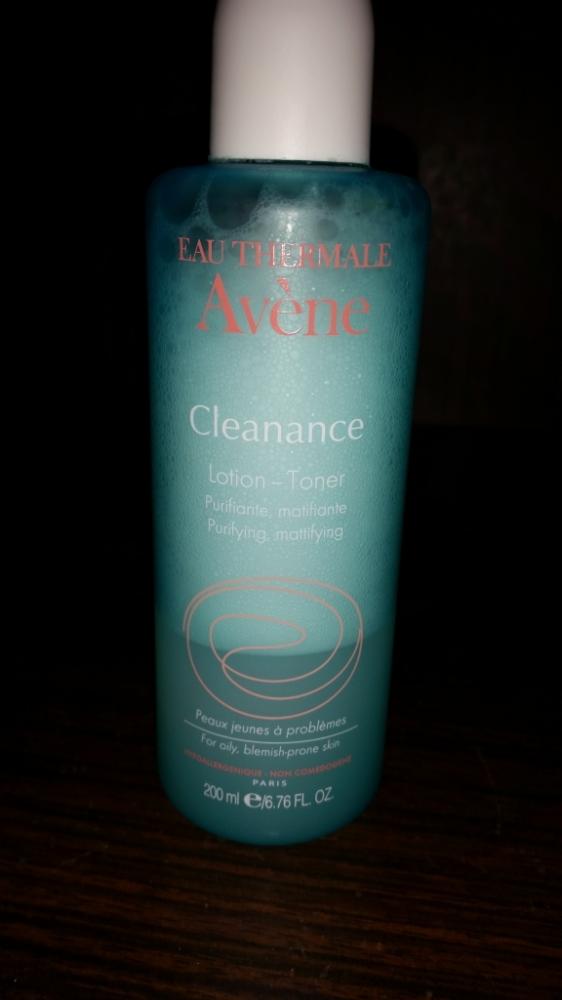 EAU THERMALE
Avène
Cleanance
Lotion - Toner
Purifiante, matifiante
Purifying, mattifying
Peaux jeunes à problèmes
For oily, blemish-prone skin
HYPOALLERGENIQUE - NON COMEDOGENE
PARIS
200 ml e/6.76 FL. OZ.